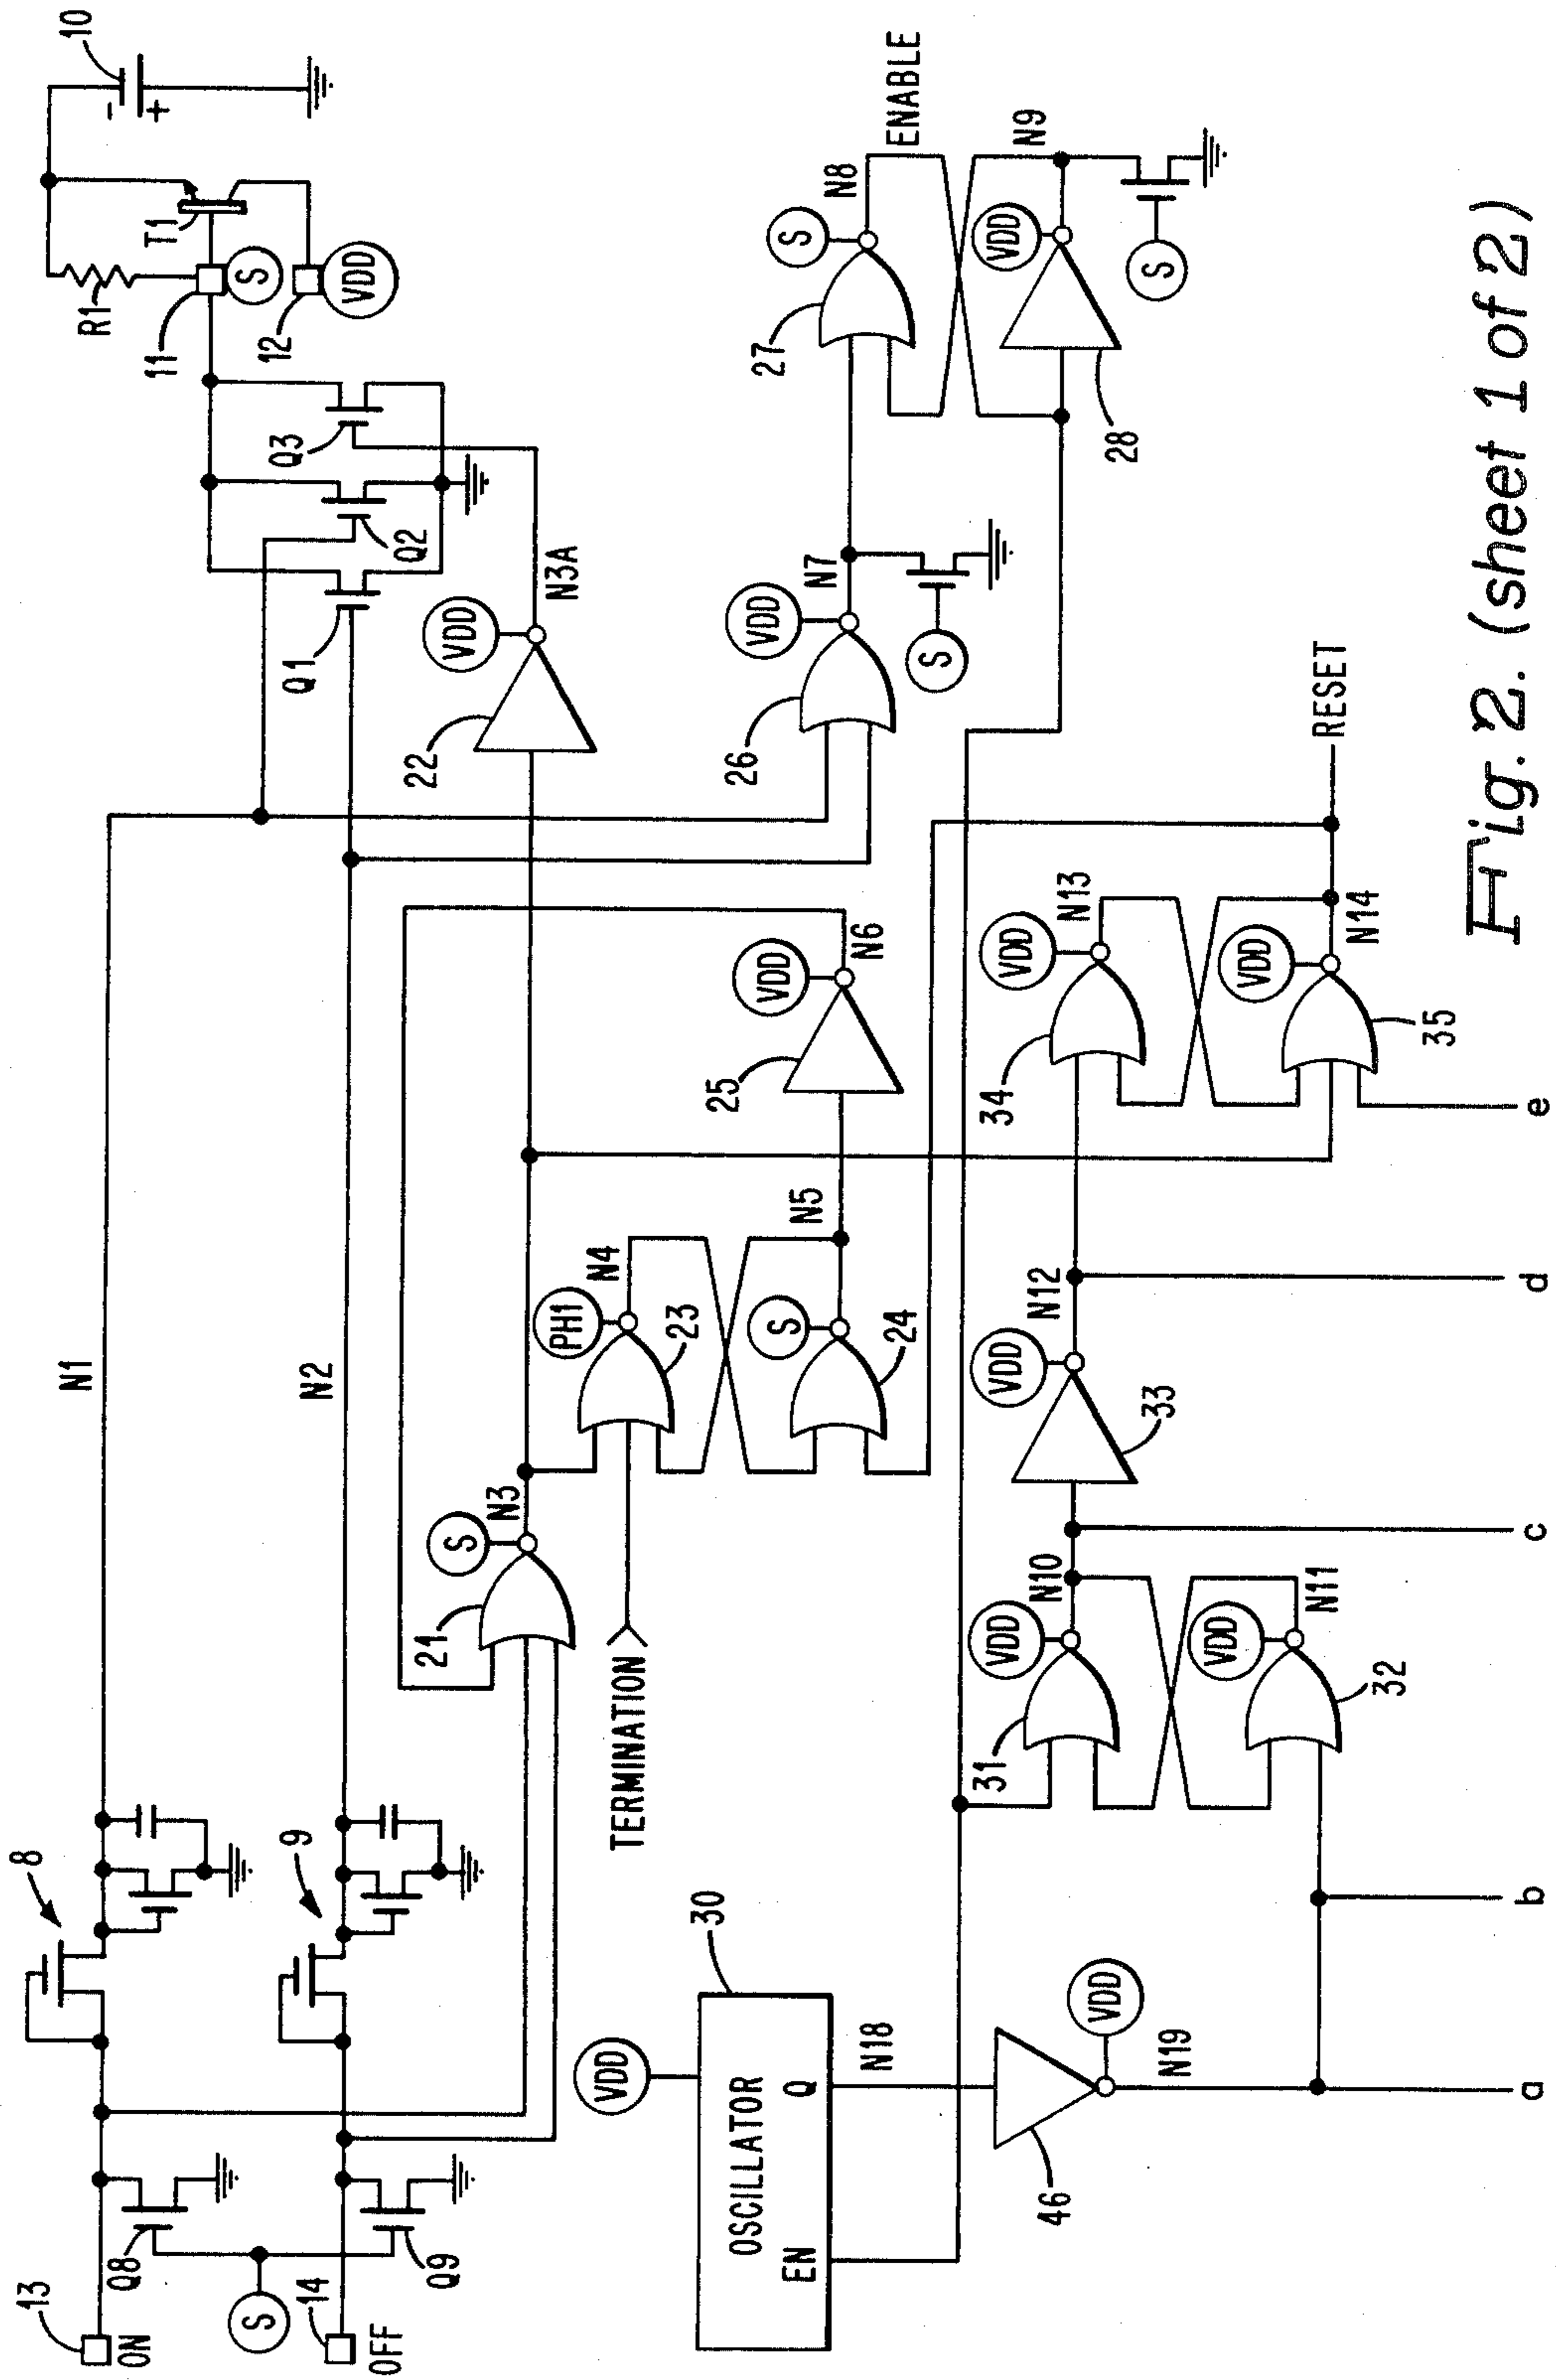 13
ON
Q8
S
14
OFF
Q9
8
9
N1
N2
Q1
Q2
Q3
R1
11
S
T1
12
VDD
10
-
+
21
S
N3
22
VDD
N3A
TERMINATION
PH1
N4
23
S
N5
24
25
VDD
N6
26
VDD
N7
S
27
S
N8
ENABLE
28
VDD
N9
S
VDD
30
OSCILLATOR
EN
Q
N18
46
VDD
N19
31
VDD
N10
VDD
N11
32
VDD
N12
33
34
VDD
N13
VDD
N14
35
RESET
a
b
c
d
e
Fig. 2. (sheet 1 of 2)